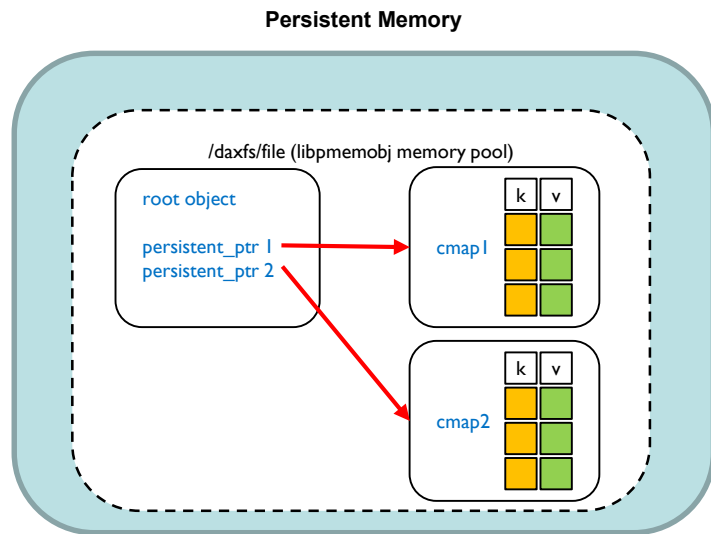 Persistent Memory
/daxfs/file (libpmemobj memory pool)
root object
persistent_ptr 1
persistent_ptr 2
k v
cmap1
k v
cmap2